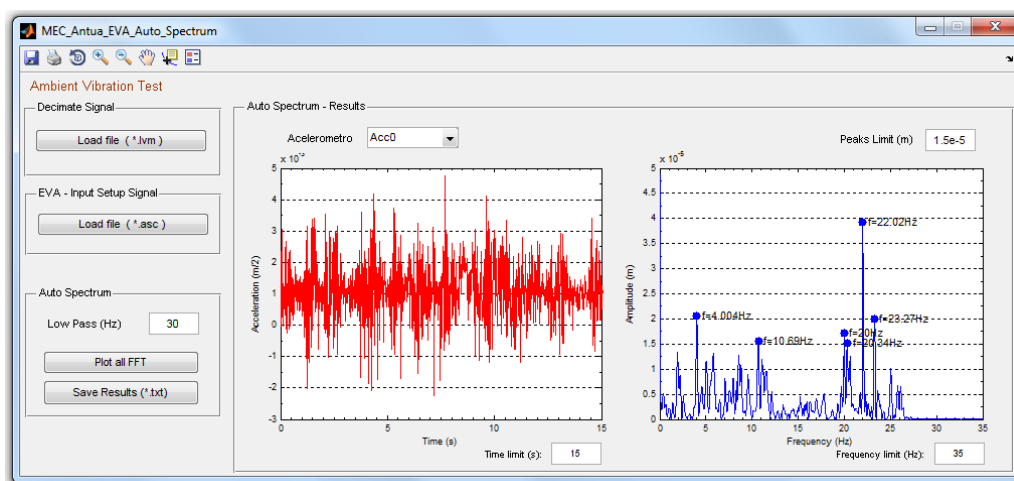 MEC_Antua_EVA_Auto_Spectrum
Ambient Vibration Test
Decimate Signal
Load file ( *.lvm )
EVA - Input Setup Signal
Load file ( *.asc )
Auto Spectrum
Low Pass (Hz) 30
Plot all FFT
Save Results (*.txt)
Auto Spectrum - Results
Acelerometro Acc0
Peaks Limit (m) 1.5e-5
5
4
3
2
1
0
-1
-2
-3
Acceleration (m/2)
0 5 10 15
Time (s)
Time limit (s): 15
x 10-5
5
4.5
4
3.5
3
2.5
2
1.5
1
0.5
0
Amplitude (m)
f=22.02Hz
f=4.004Hz
f=23.27Hz
f=20Hz
f=10.69Hz
f=20.34Hz
0 5 10 15 20 25 30 35
Frequency (Hz)
Frequency limit (Hz): 35